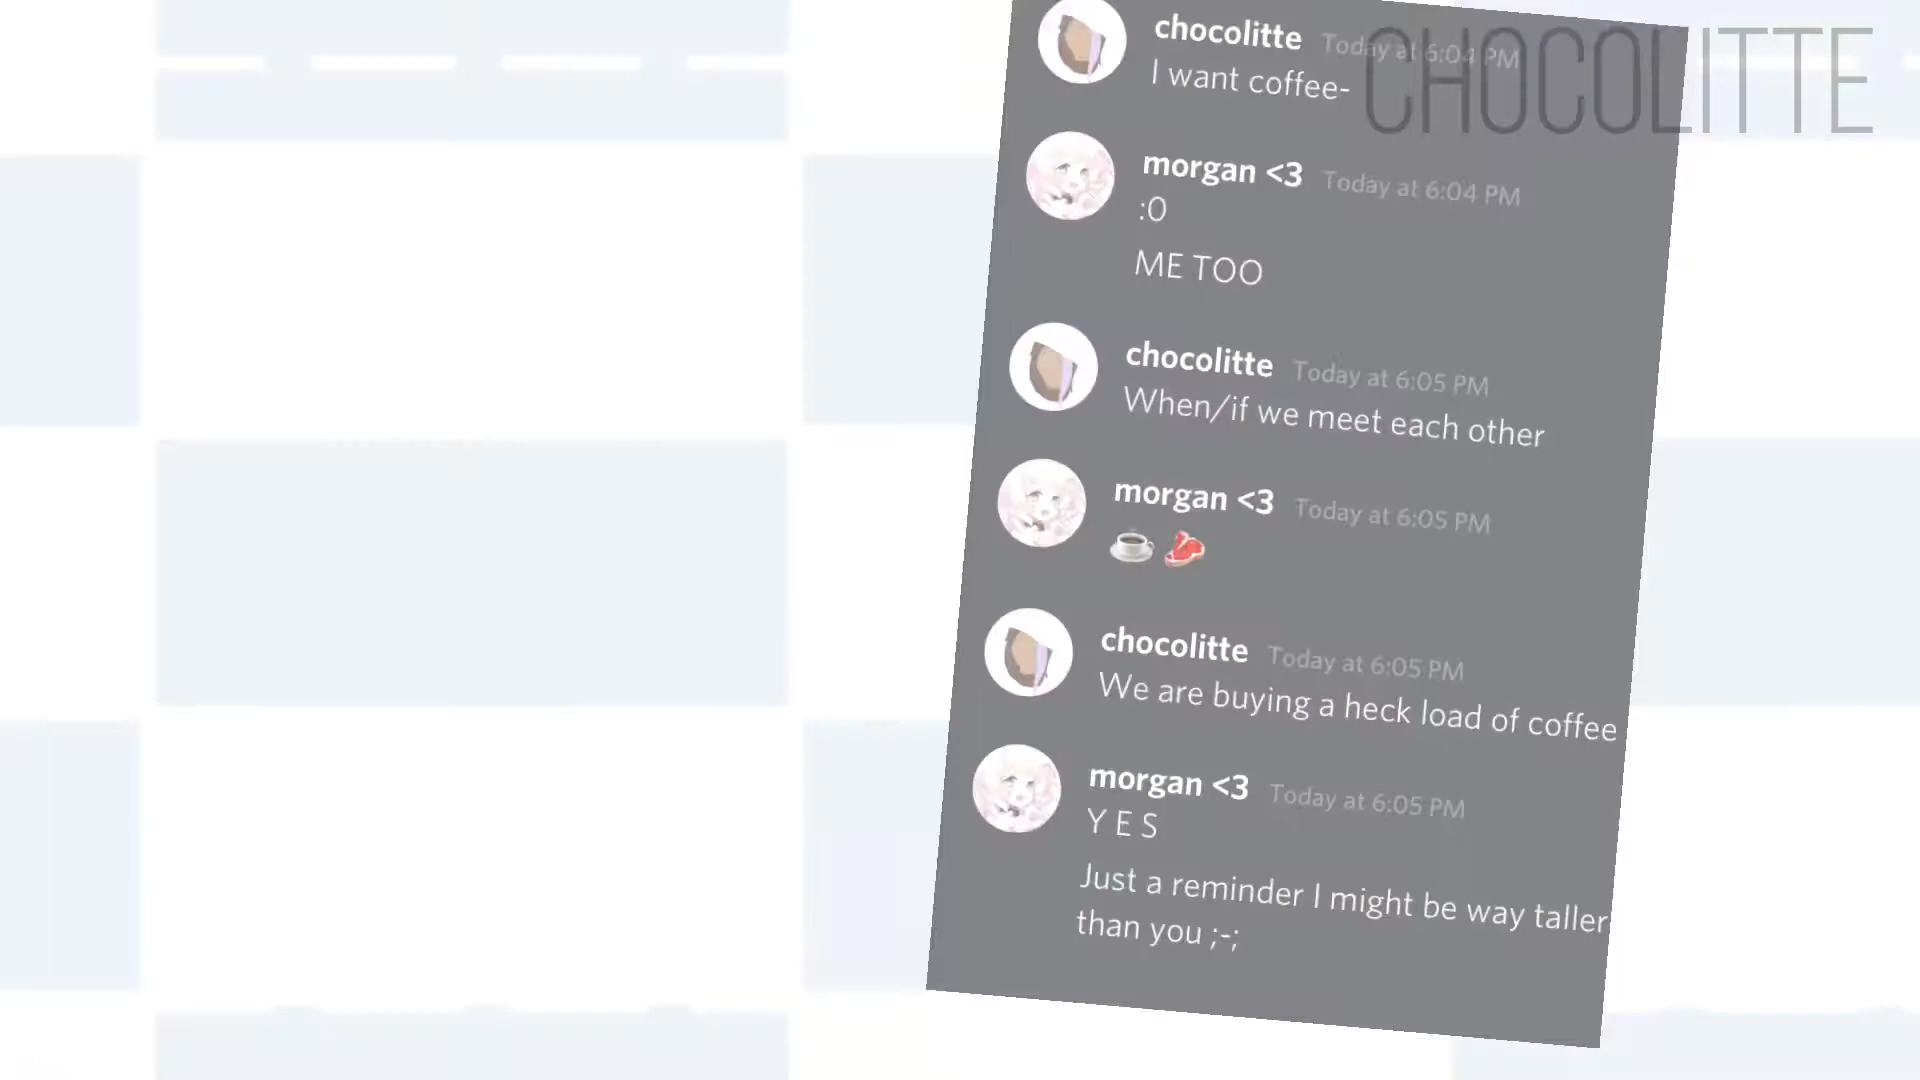 CHOCOLITTE
chocolitte Today at 6:04 PM
I want coffee-
morgan <3 Today at 6:04 PM
:0
ME TOO
chocolitte Today at 6:05 PM
When/if we meet each other
morgan <3 Today at 6:05 PM
☕ 🥩
chocolitte Today at 6:05 PM
We are buying a heck load of coffee
morgan <3 Today at 6:05 PM
Y E S
Just a reminder I might be way taller
than you ;-;